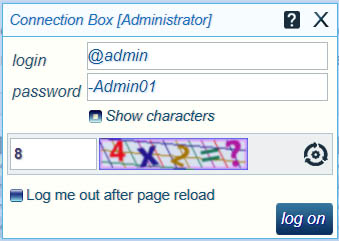 Connection Box [Administrator] ? X
login @admin
password -Admin01
Show characters
8 4 x 2 = ?
Log me out after page reload
log on